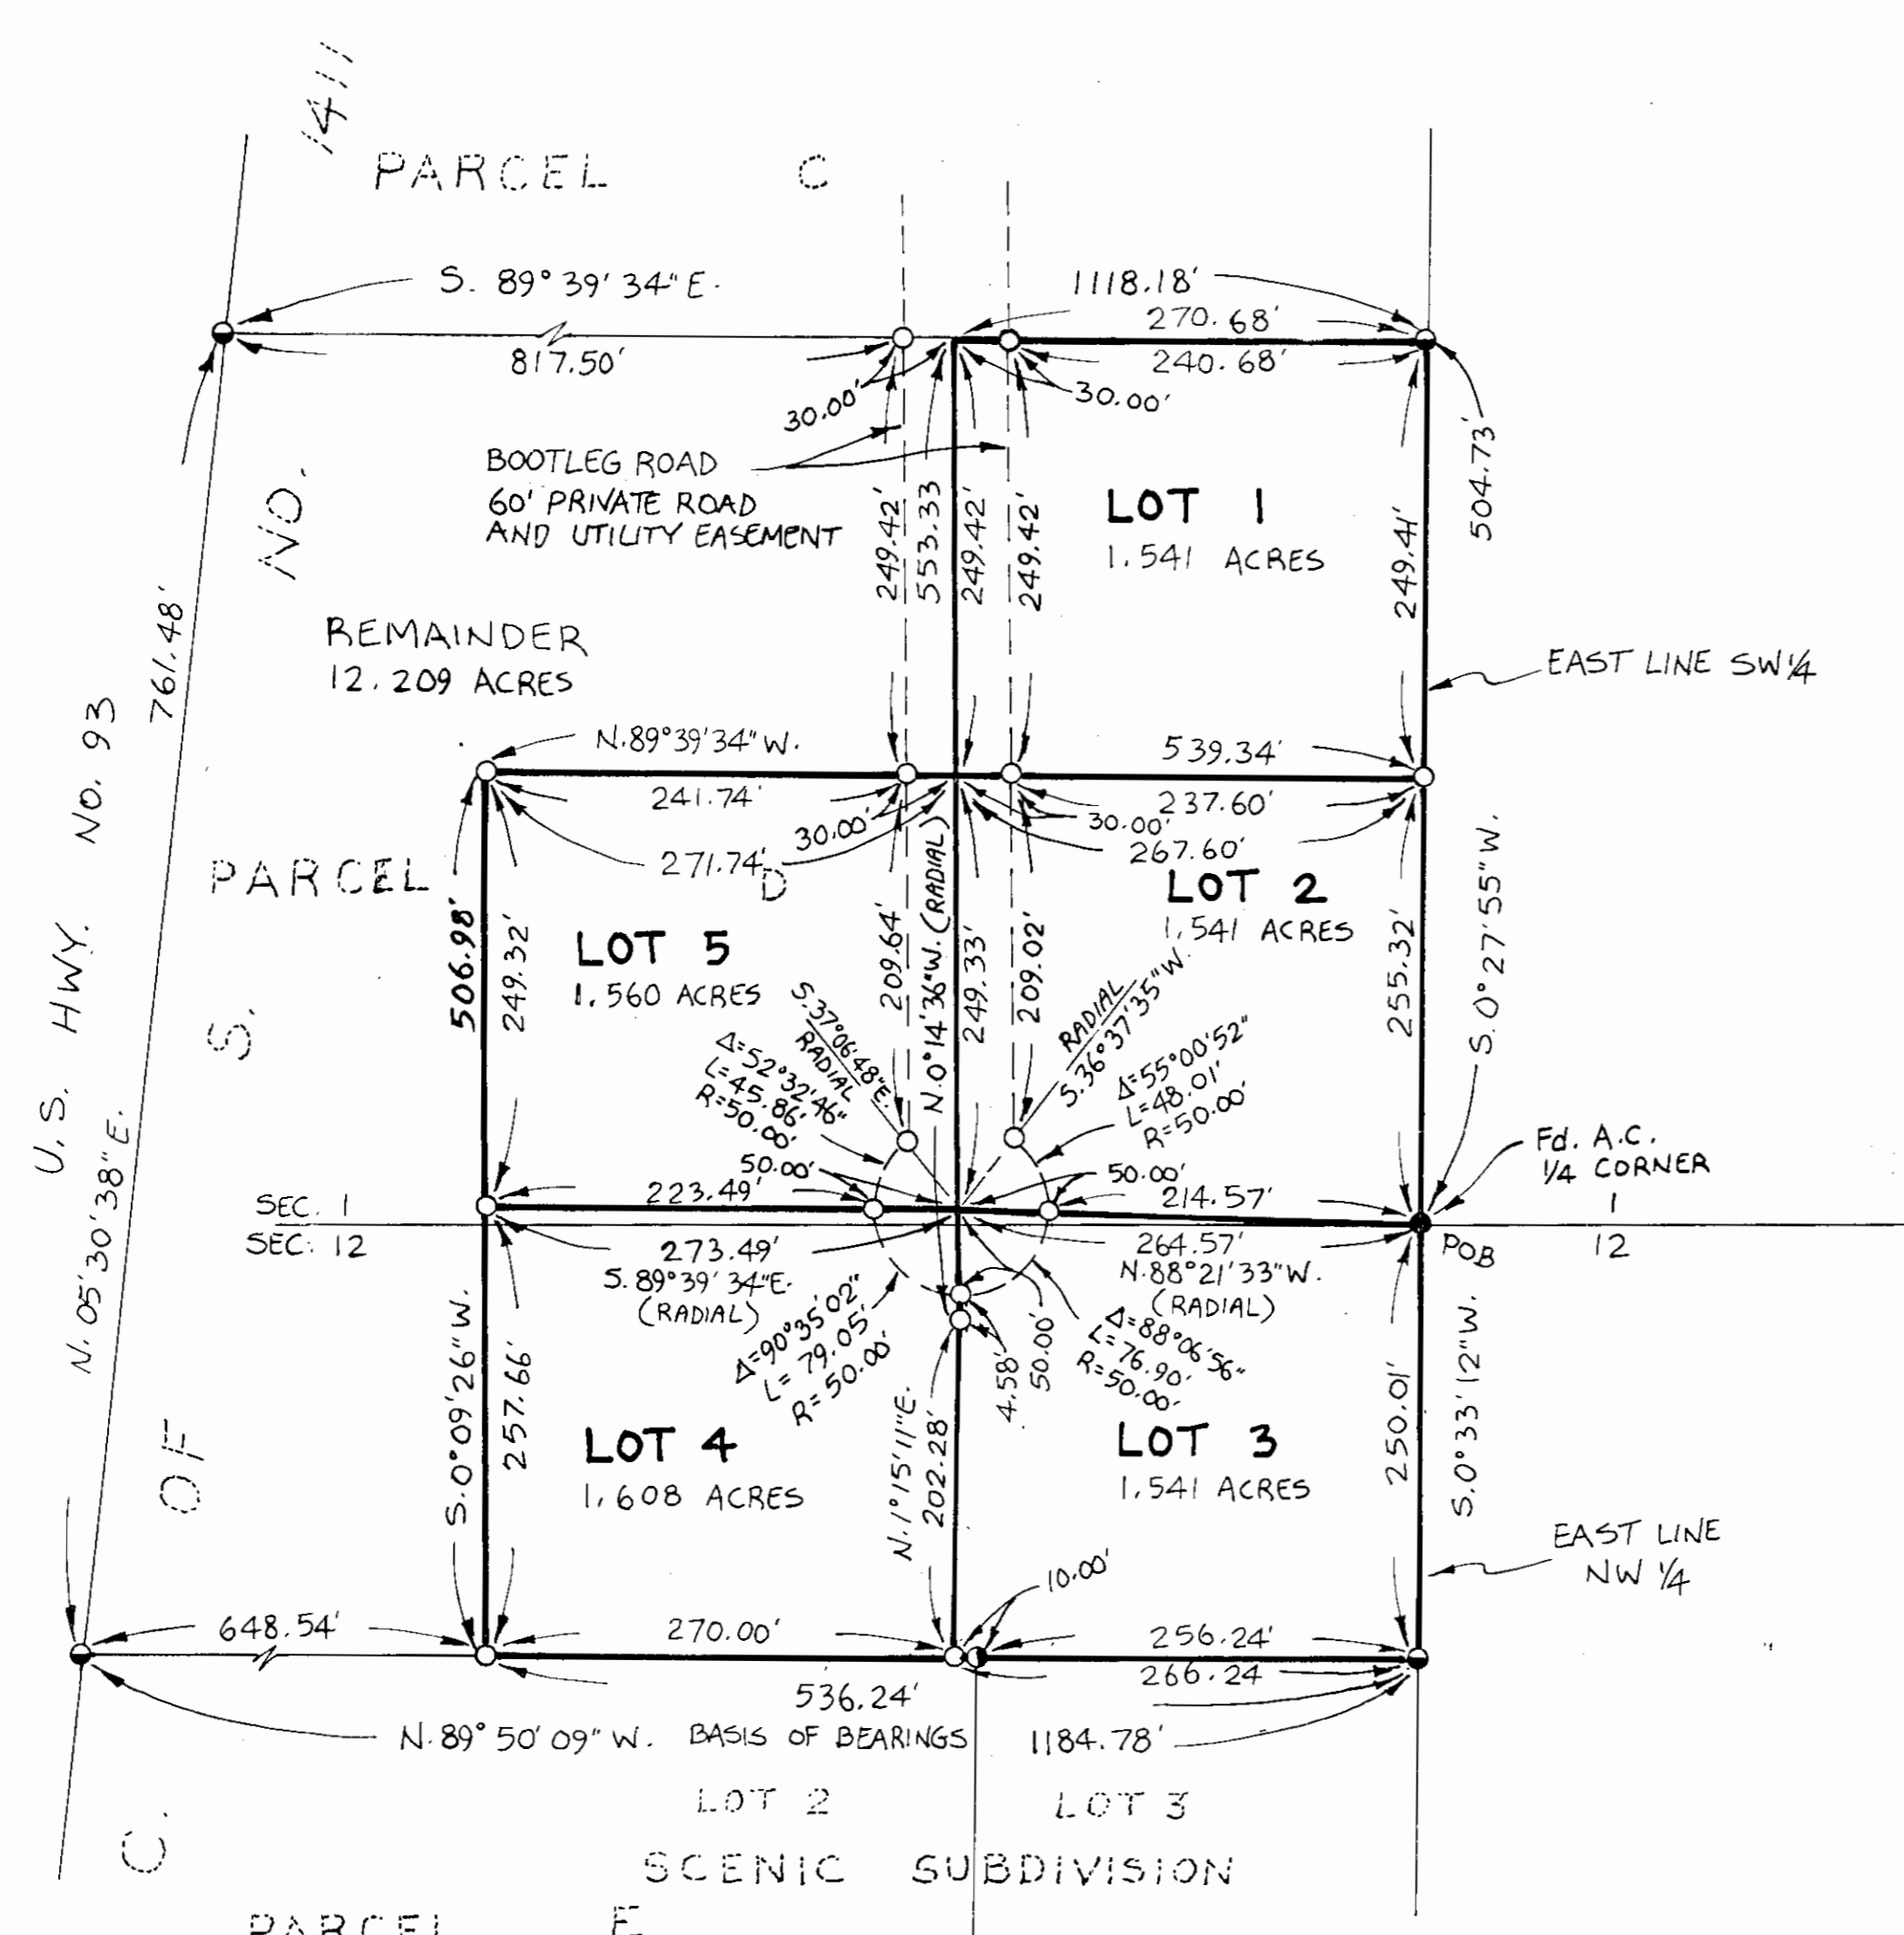 1411
PARCEL C
S. 89° 39' 34" E.
1118.18'
270.68'
817.50'
240.68'
30.00'
30.00'
504.73'
BOOTLEG ROAD
60' PRIVATE ROAD
AND UTILITY EASEMENT
NO.
249.42'
553.33
249.42'
249.42'
LOT 1
1.541 ACRES
249.41'
761.48'
REMAINDER
12.209 ACRES
EAST LINE SW 1/4
N.89°39'34"W.
539.34'
241.74'
237.60'
30.00'
30.00'
271.74'
267.60'
U.S. HWY. No. 93
PARCEL D
LOT 2
1.541 ACRES
506.98'
249.32'
LOT 5
1.560 ACRES
209.64'
N.0°14'36"W. (RADIAL)
249.33'
209.02'
255.32'
S.0°27'55"W.
S.
S.37°06'48"E.
RADIAL
RADIAL
S.36°37'35"W.
Δ=52°32'46"
L=45.86'
R=50.00'
Δ=55°00'52"
L=48.01'
R=50.00'
N.05°30'38"E.
50.00'
50.00'
Fd. A.C.
1/4 CORNER
SEC. 1
223.49'
214.57'
1
SEC. 12
273.49'
264.57'
POB
12
S.89°39'34"E.
(RADIAL)
N.88°21'33"W.
(RADIAL)
Δ=90°35'02"
L=79.05'
R=50.00'
Δ=88°06'56"
L=76.90'
R=50.00'
4.58'
50.00'
S.0°09'26"W.
257.66'
LOT 4
1.608 ACRES
N.1°15'11"E.
202.28'
LOT 3
1.541 ACRES
250.01'
S.0°33'12"W.
OF
EAST LINE
NW 1/4
10.00'
648.54'
270.00'
256.24'
266.24
536.24'
N.89°50'09"W. BASIS OF BEARINGS
1184.78'
LOT 2
LOT 3
C.
SCENIC SUBDIVISION
PARCEL E